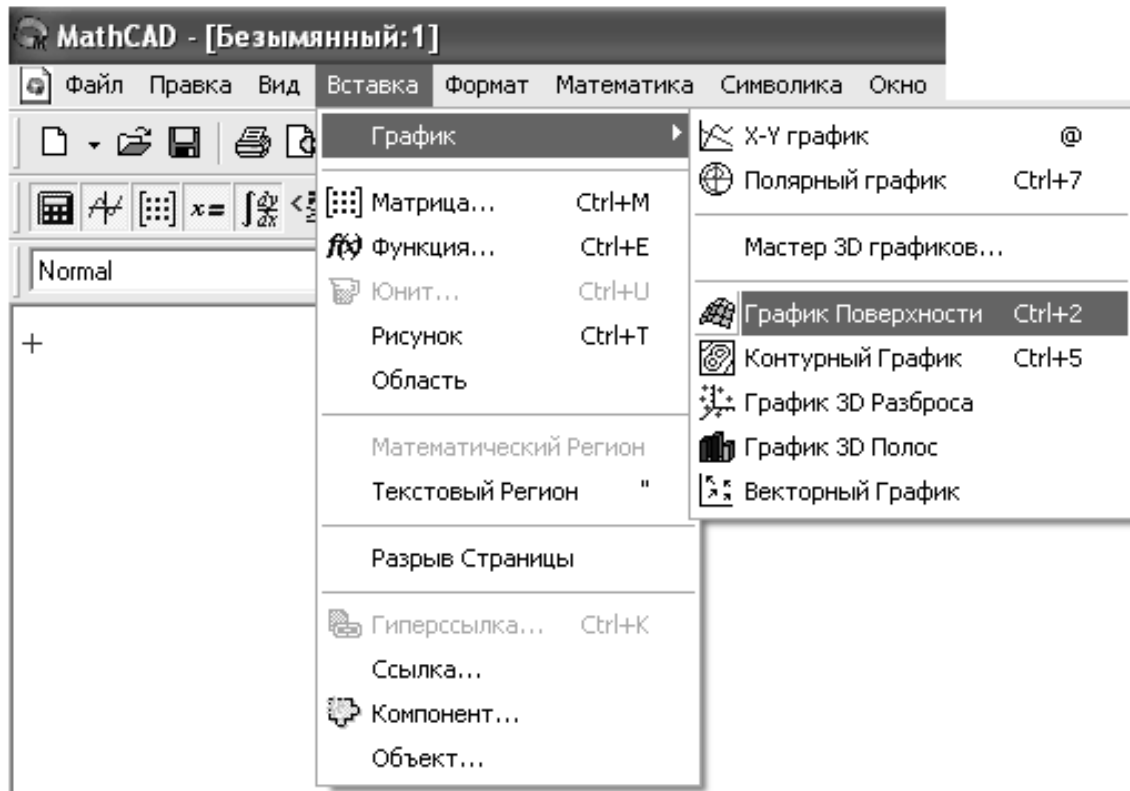 MathCAD - [Безымянный:1]
Файл Правка Вид Вставка Формат Математика Символика Окно
График
Матрица... Ctrl+M
Функция... Ctrl+E
Юнит... Ctrl+U
Рисунок Ctrl+T
Область
Математический Регион
Текстовый Регион "
Разрыв Страницы
Гиперссылка... Ctrl+K
Ссылка...
Компонент...
Объект...
X-Y график @
Полярный график Ctrl+7
Мастер 3D графиков...
График Поверхности Ctrl+2
Контурный График Ctrl+5
График 3D Разброса
График 3D Полос
Векторный График
Normal